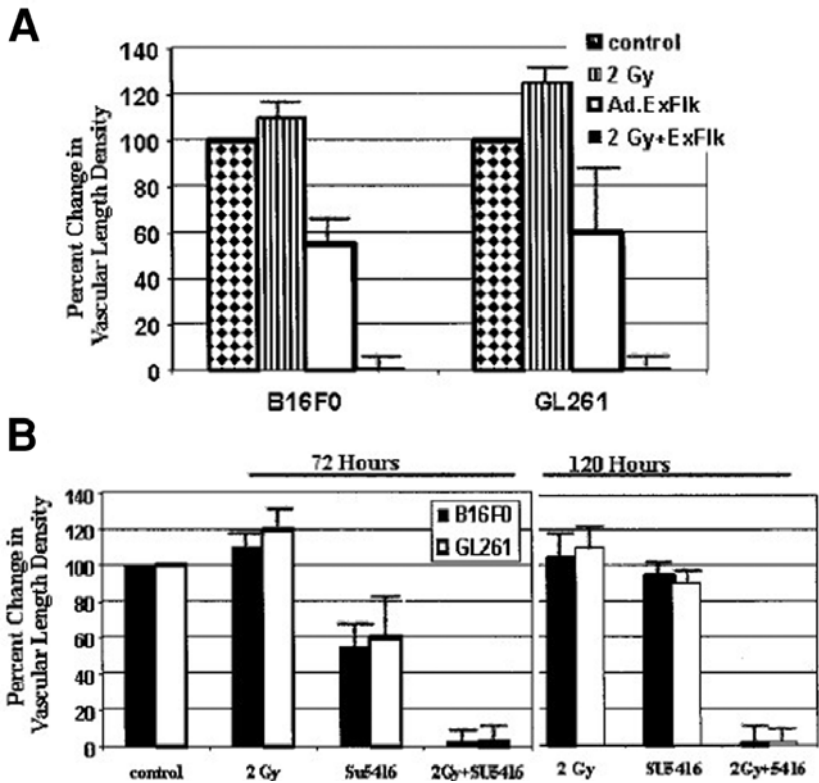 A
Percent Change in
Vascular Length Density
140
120
100
80
60
40
20
0
control
2 Gy
Ad.ExFlk
2 Gy+ExFlk
B16F0
GL261
B
72 Hours
120 Hours
Percent Change in
Vascular Length Density
140
120
100
80
60
40
20
0
B16F0
GL261
control
2 Gy
Su5416
2Gy+SU5416
2 Gy
SU5416
2Gy+5416